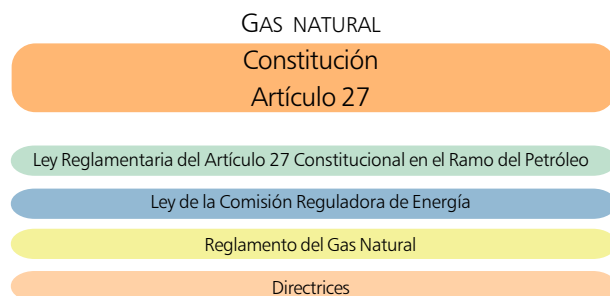 GAS NATURAL
Constitución
Artículo 27
Ley Reglamentaria del Artículo 27 Constitucional en el Ramo del Petróleo
Ley de la Comisión Reguladora de Energía
Reglamento del Gas Natural
Directrices